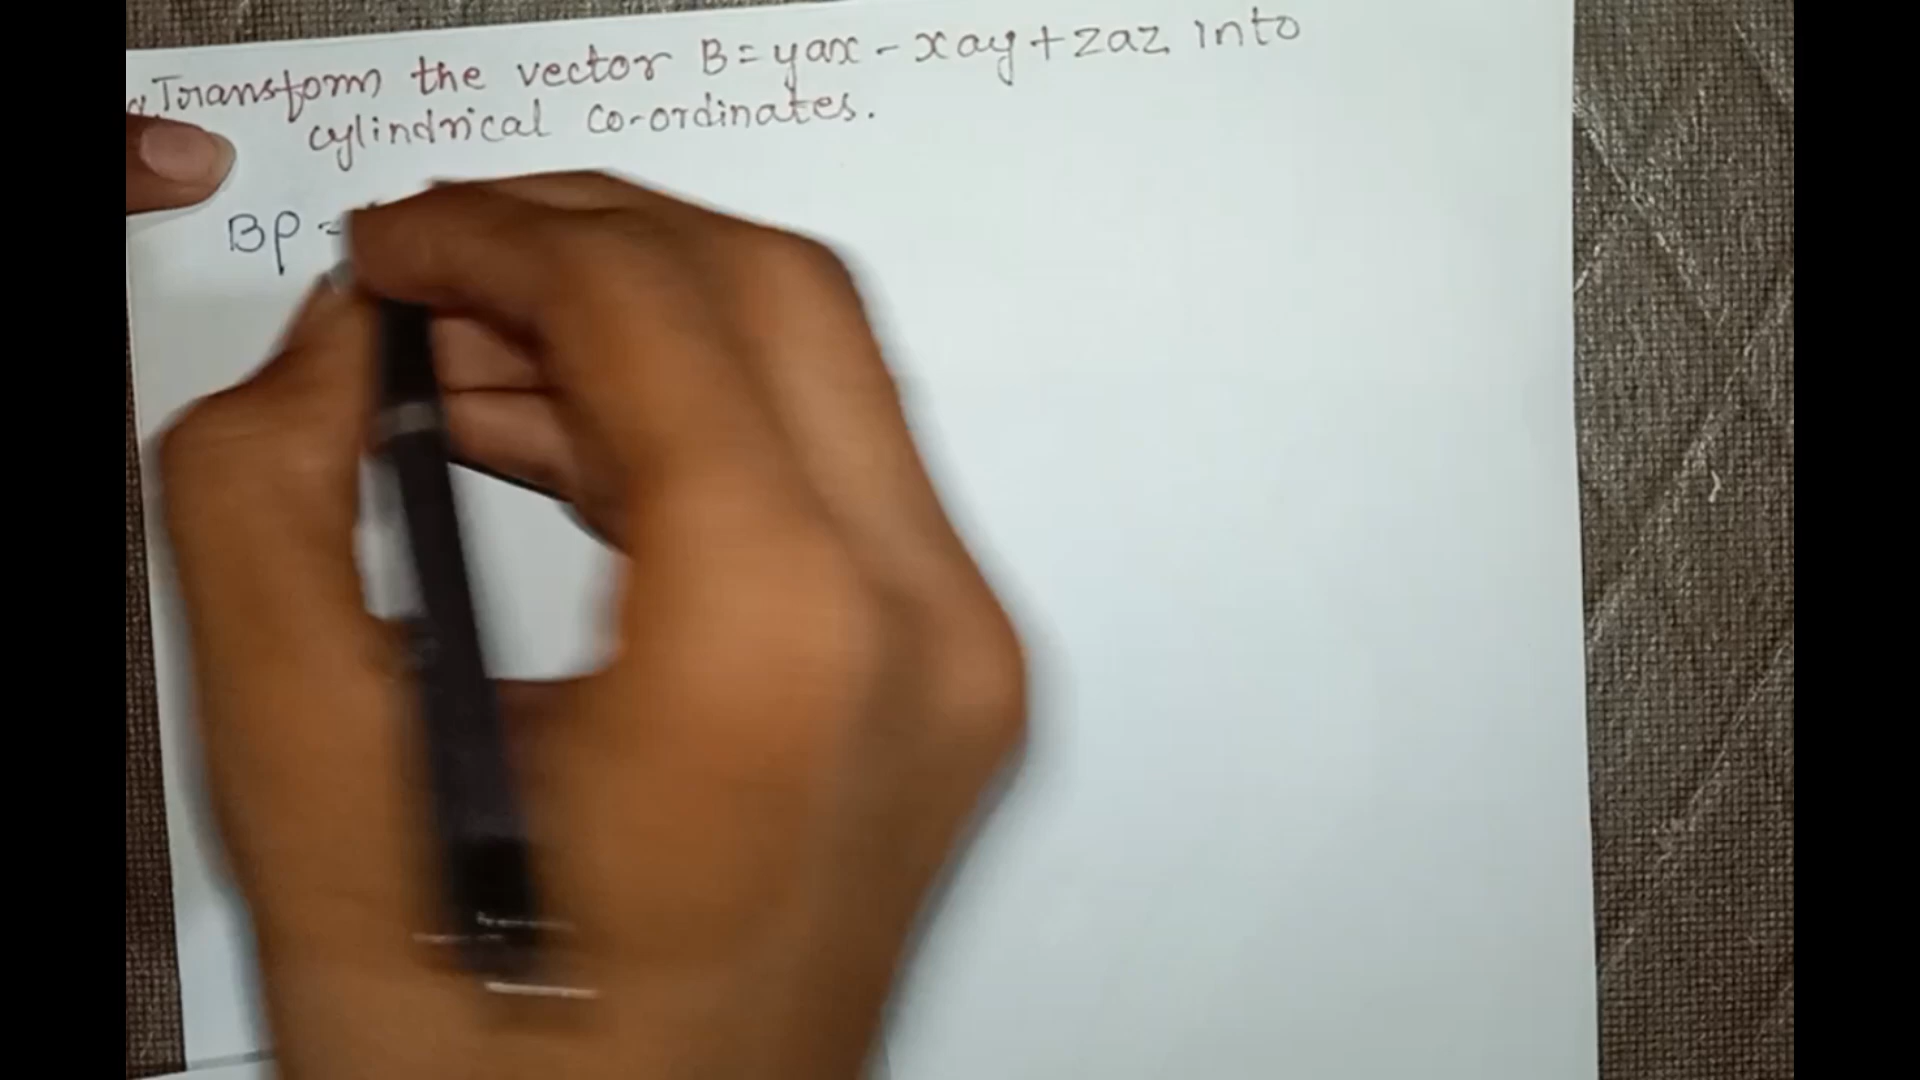 Transform the vector B = yax - xay + zaz into
cylindrical co-ordinates.
Bρ =